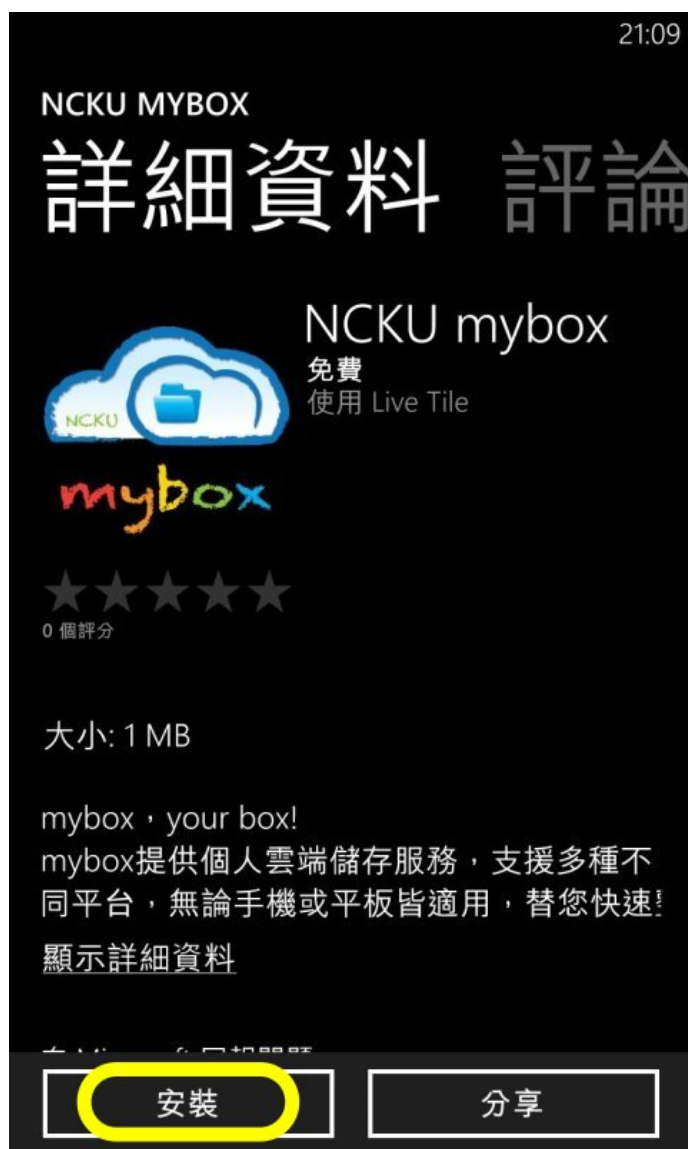 21:09
NCKU MYBOX
詳細資料 評論
NCKU mybox
免費
使用 Live Tile
NCKU
mybox
0 個評分
大小: 1 MB
mybox，your box!
mybox提供個人雲端儲存服務，支援多種不
同平台，無論手機或平板皆適用，替您快速
顯示詳細資料
安裝 分享